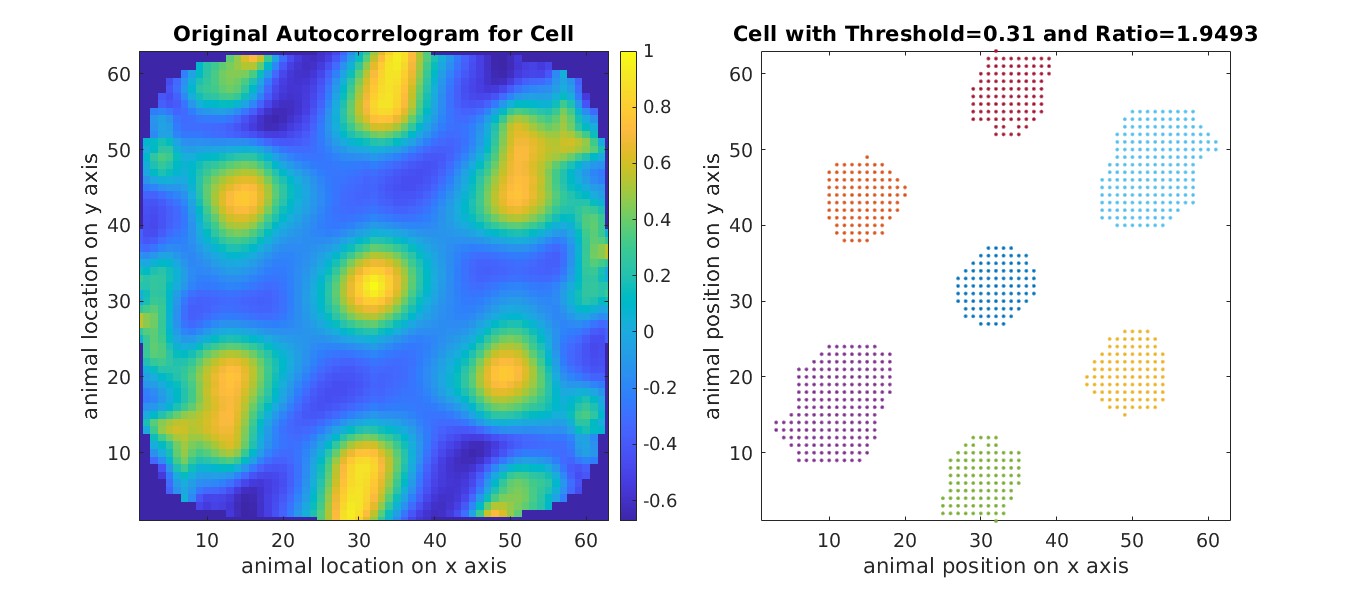 Original Autocorrelogram for Cell
60
50
40
30
20
10
10 20 30 40 50 60
animal location on y axis
animal location on x axis
1
0.8
0.6
0.4
0.2
0
-0.2
-0.4
-0.6
Cell with Threshold=0.31 and Ratio=1.9493
60
50
40
30
20
10
10 20 30 40 50 60
animal position on y axis
animal position on x axis